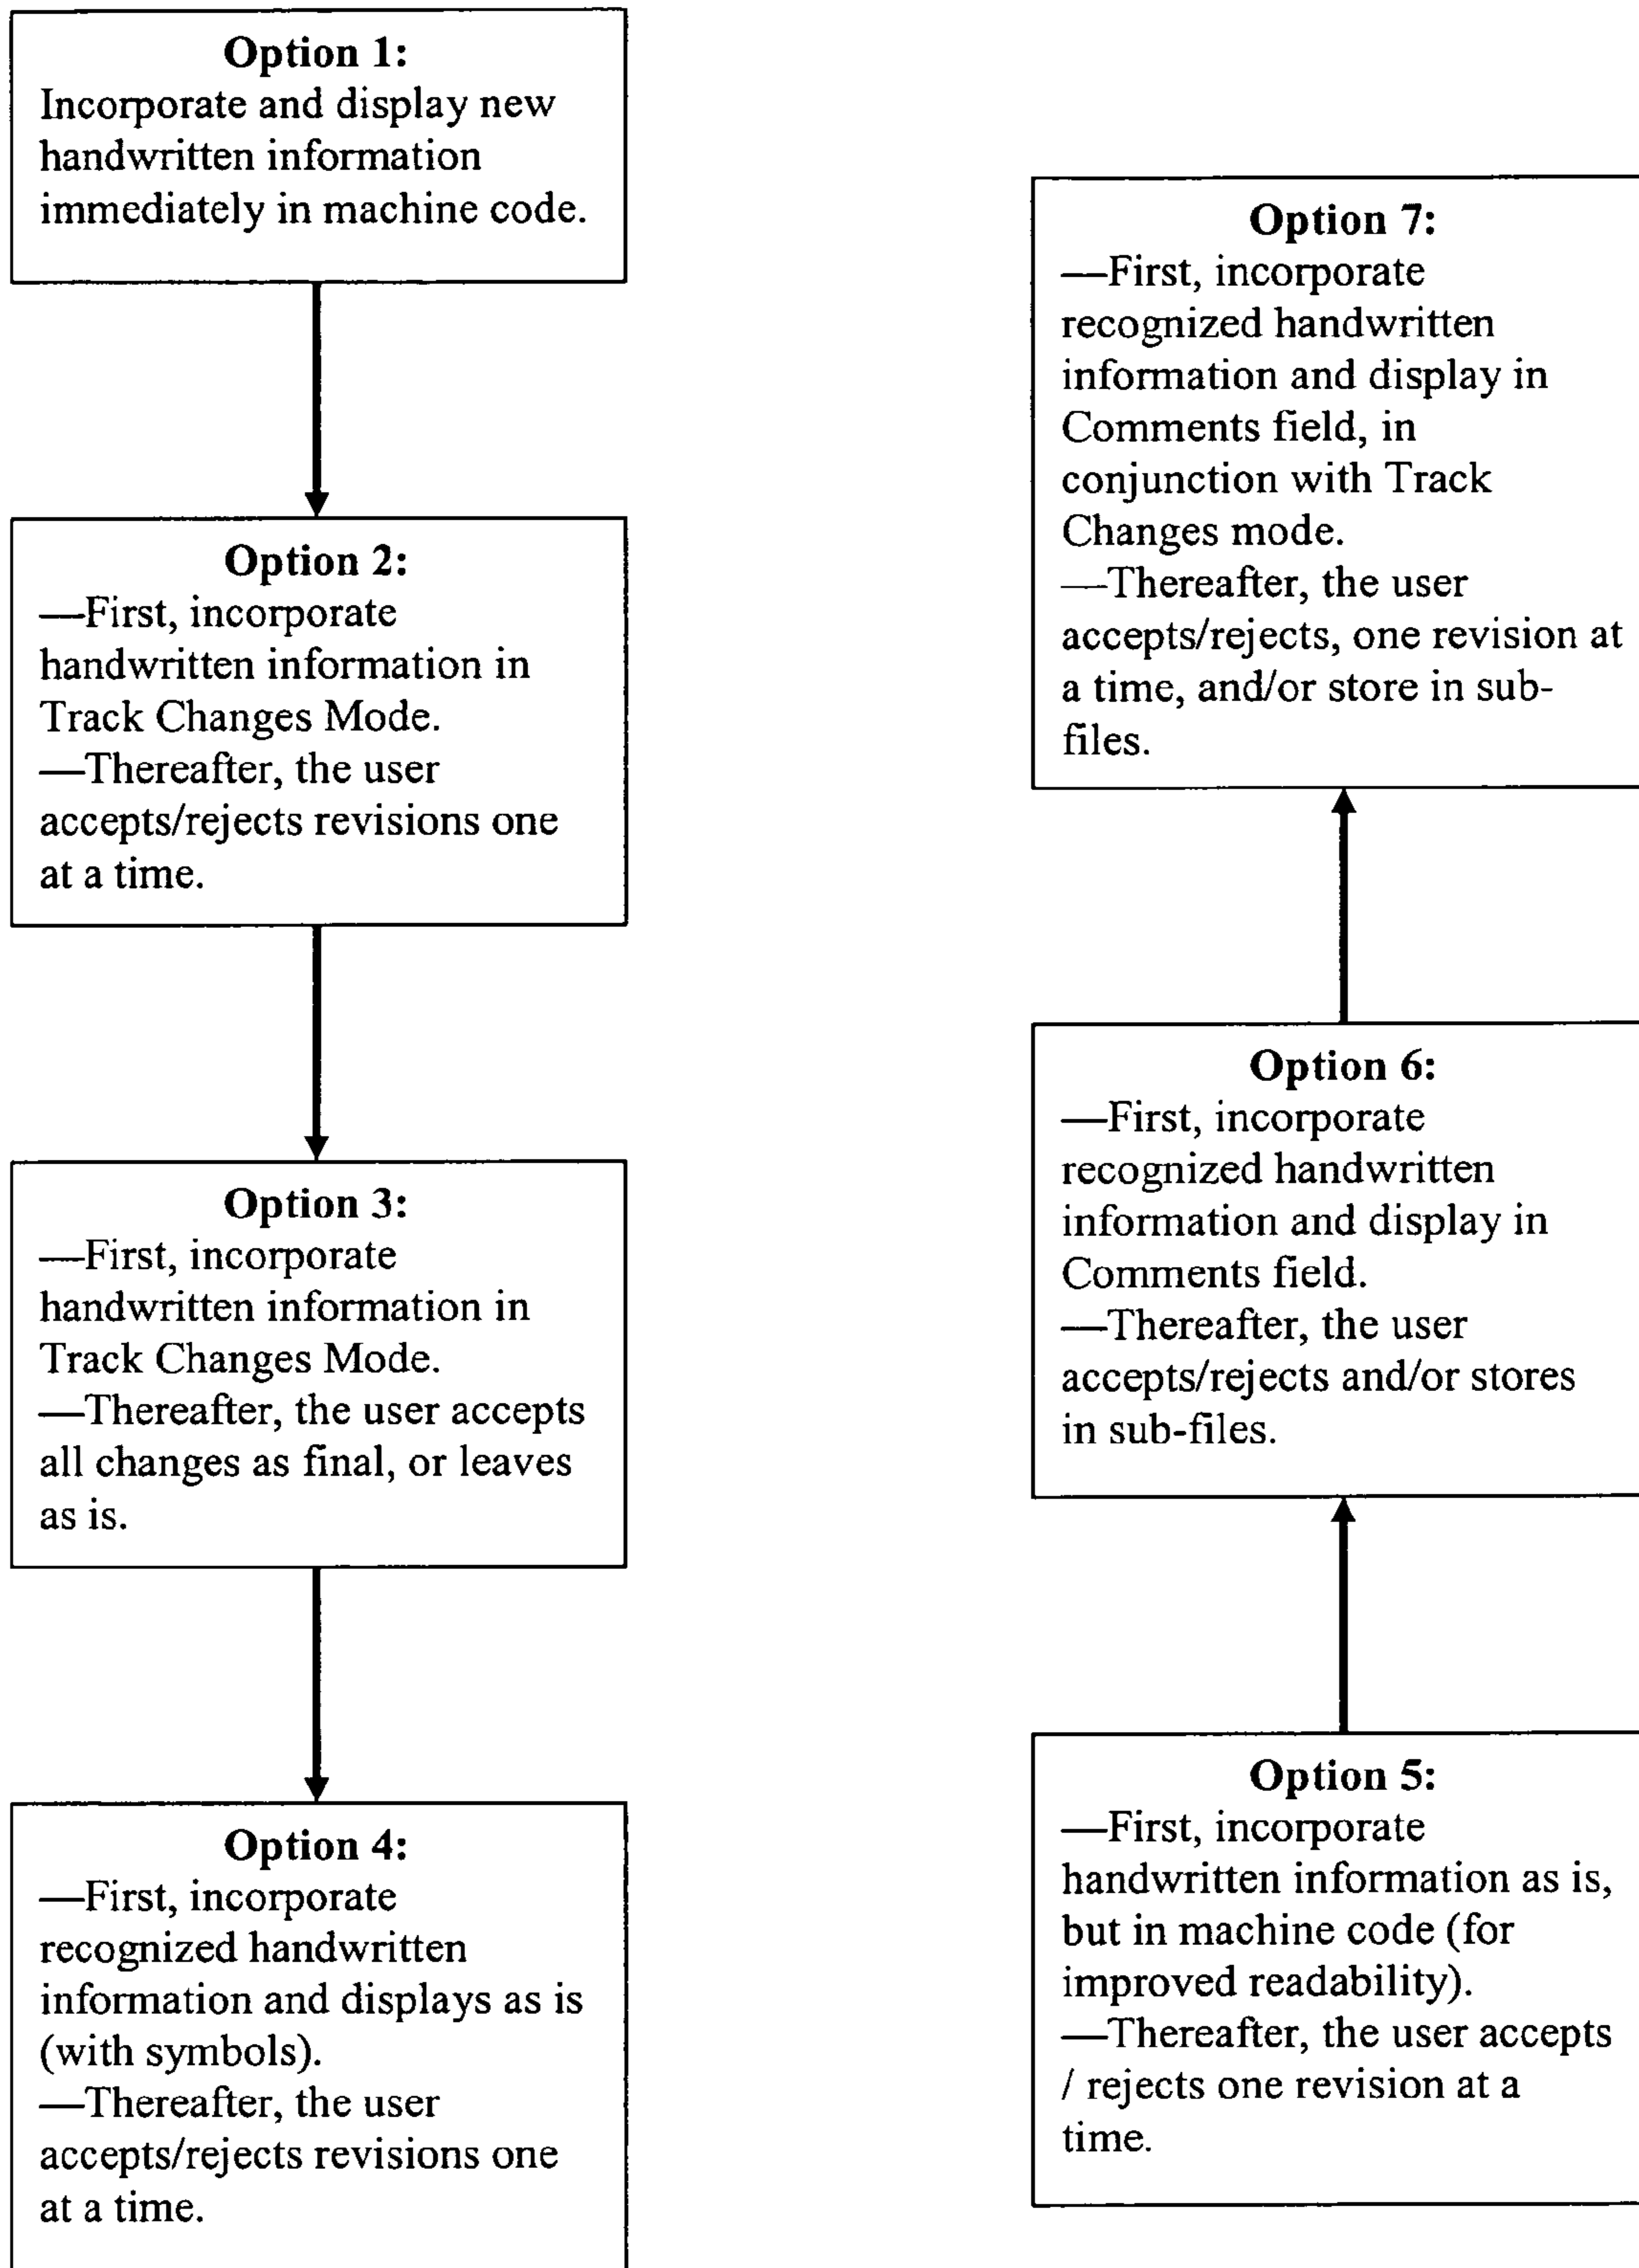 Option 1:
Incorporate and display new
handwritten information
immediately in machine code.
Option 2:
—First, incorporate
handwritten information in
Track Changes Mode.
—Thereafter, the user
accepts/rejects revisions one
at a time.
Option 3:
—First, incorporate
handwritten information in
Track Changes Mode.
—Thereafter, the user accepts
all changes as final, or leaves
as is.
Option 4:
—First, incorporate
recognized handwritten
information and displays as is
(with symbols).
—Thereafter, the user
accepts/rejects revisions one
at a time.
Option 5:
—First, incorporate
handwritten information as is,
but in machine code (for
improved readability).
—Thereafter, the user accepts
/ rejects one revision at a
time.
Option 6:
—First, incorporate
recognized handwritten
information and display in
Comments field.
—Thereafter, the user
accepts/rejects and/or stores
in sub-files.
Option 7:
—First, incorporate
recognized handwritten
information and display in
Comments field, in
conjunction with Track
Changes mode.
—Thereafter, the user
accepts/rejects, one revision at
a time, and/or store in sub-
files.